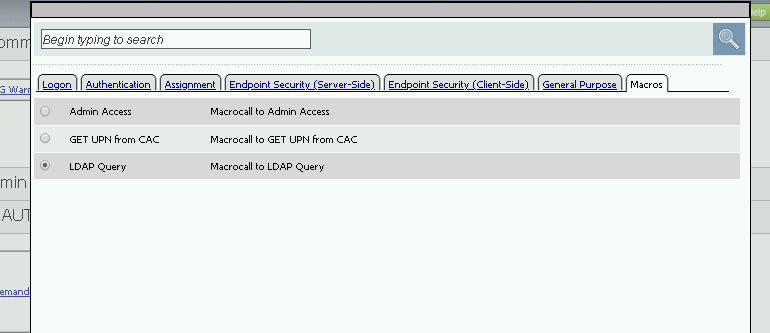 elp
Begin typing to search
omm
Logon Authentication Assignment Endpoint Security (Server-Side) Endpoint Security (Client-Side) General Purpose Macros
G Warr
Admin Access Macrocall to Admin Access
GET UPN from CAC Macrocall to GET UPN from CAC
LDAP Query Macrocall to LDAP Query
min
AUT
emand